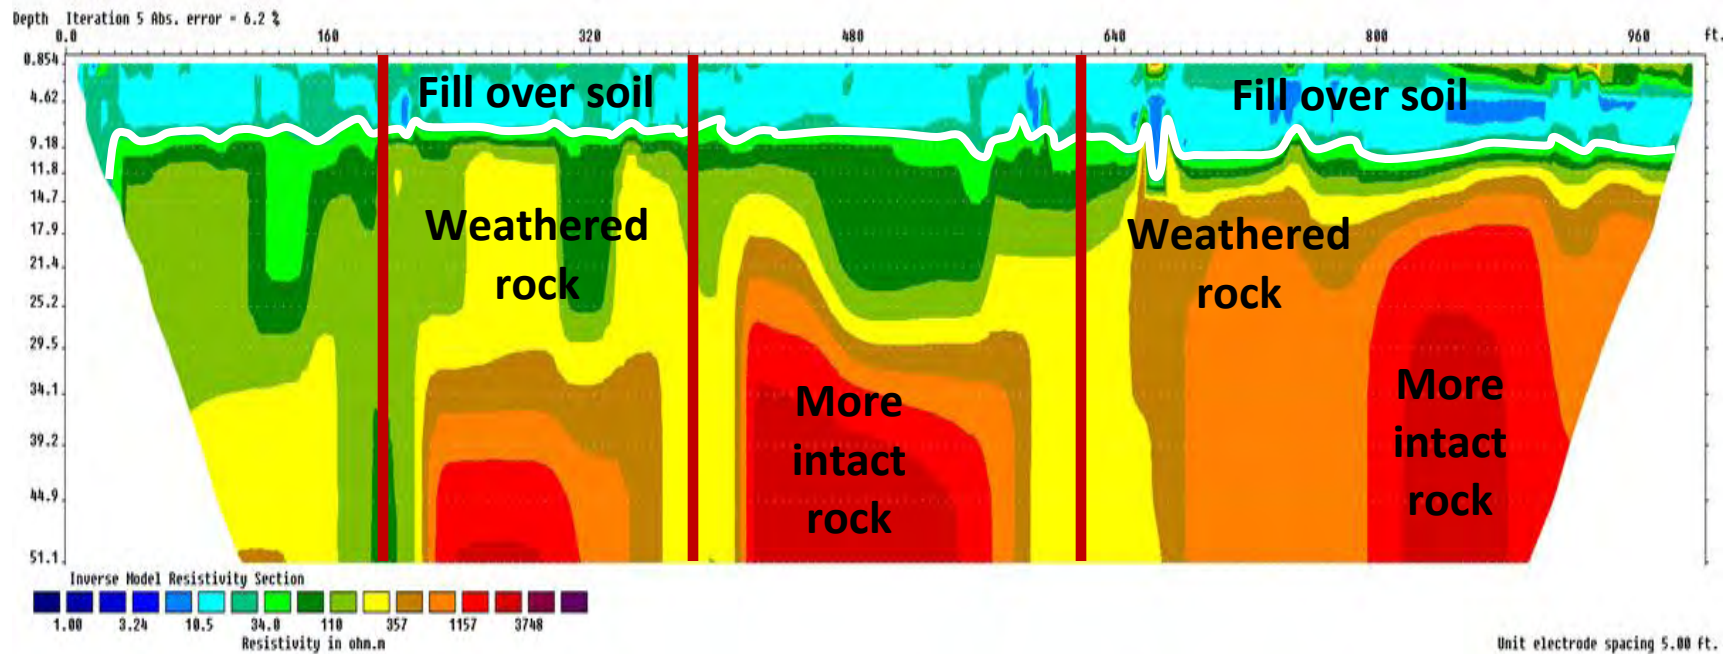 Depth Iteration 5 Abs. error = 6.2 %
0.0 160 320 480 640 800 960 ft.
0.854
4.62
9.18
11.8
14.7
17.9
21.4
25.2
29.5
34.1
39.2
44.9
51.1
Fill over soil
Fill over soil
Weathered
rock
Weathered
rock
More
intact
rock
More
intact
rock
Inverse Model Resistivity Section
1.00 3.24 10.5 34.0 110 357 1157 3748
Resistivity in ohm.m
Unit electrode spacing 5.00 ft.